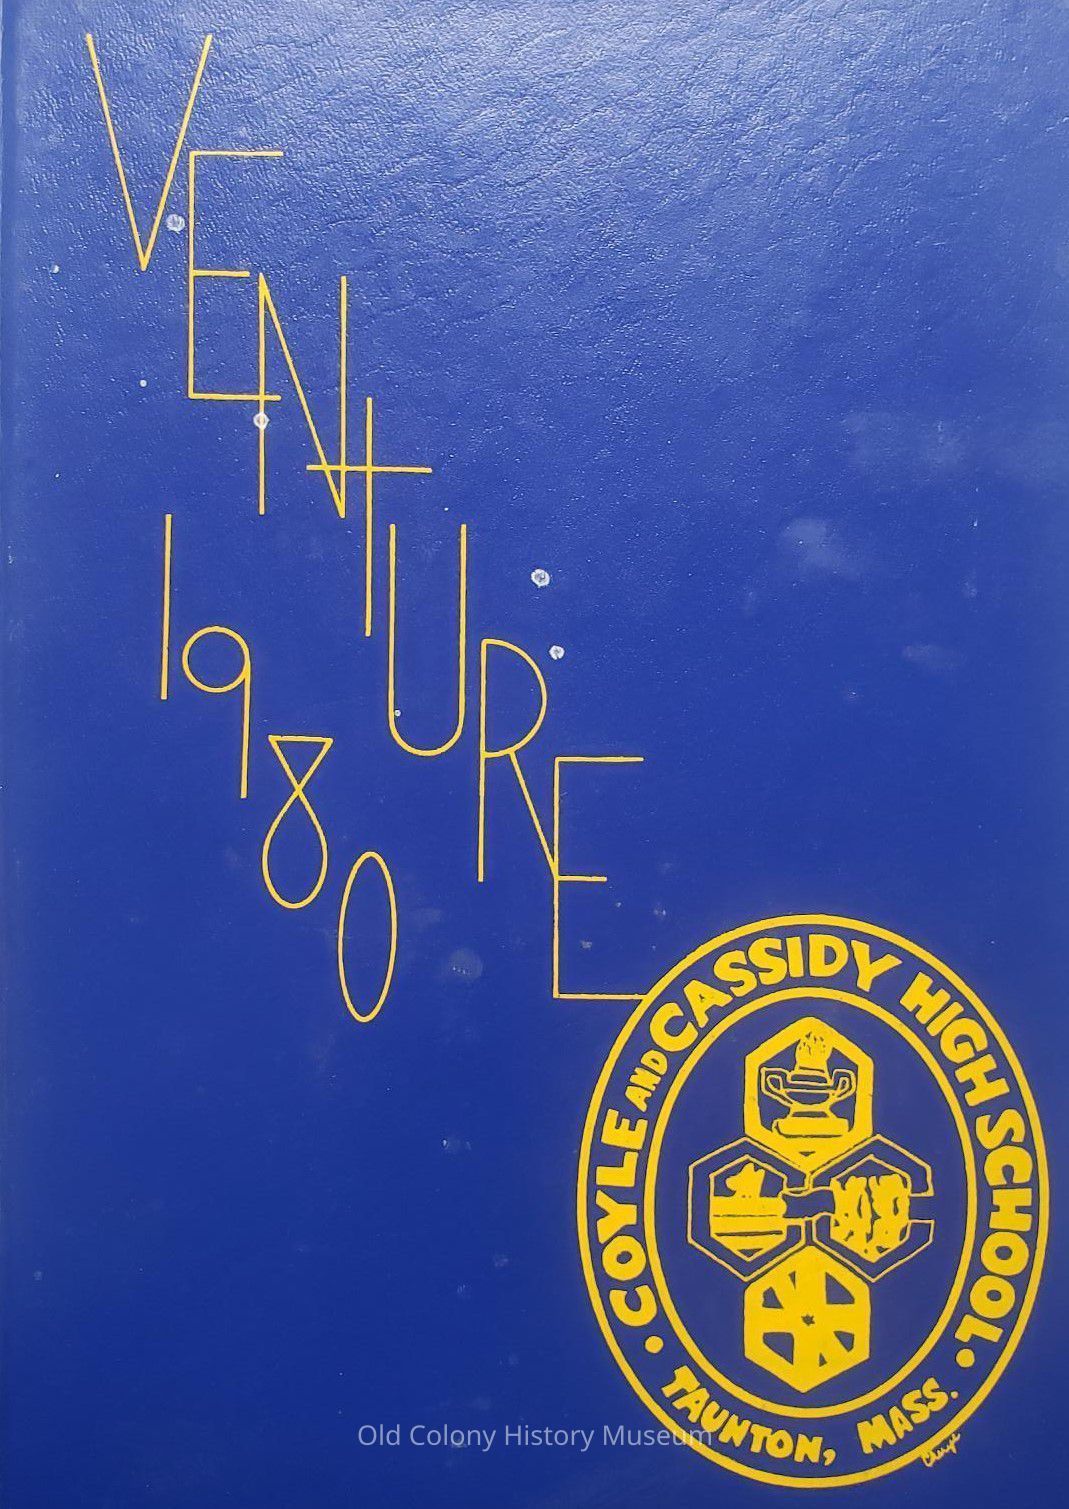 VENTURE
1980
COYLE AND CASSIDY HIGH SCHOOL
• TAUNTON, MASS. •
Old Colony History Museum